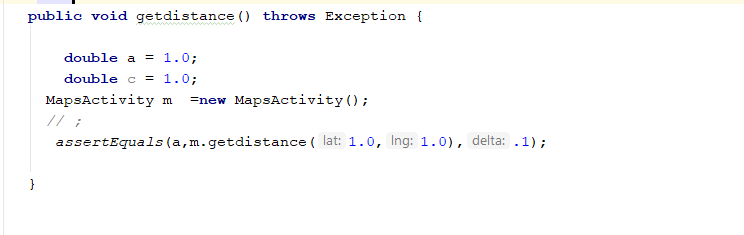 public void getdistance() throws Exception {
double a = 1.0;
double c = 1.0;
MapsActivity m  =new MapsActivity();
// ;
assertEquals(a,m.getdistance( lat: 1.0, lng: 1.0), delta: .1);
}